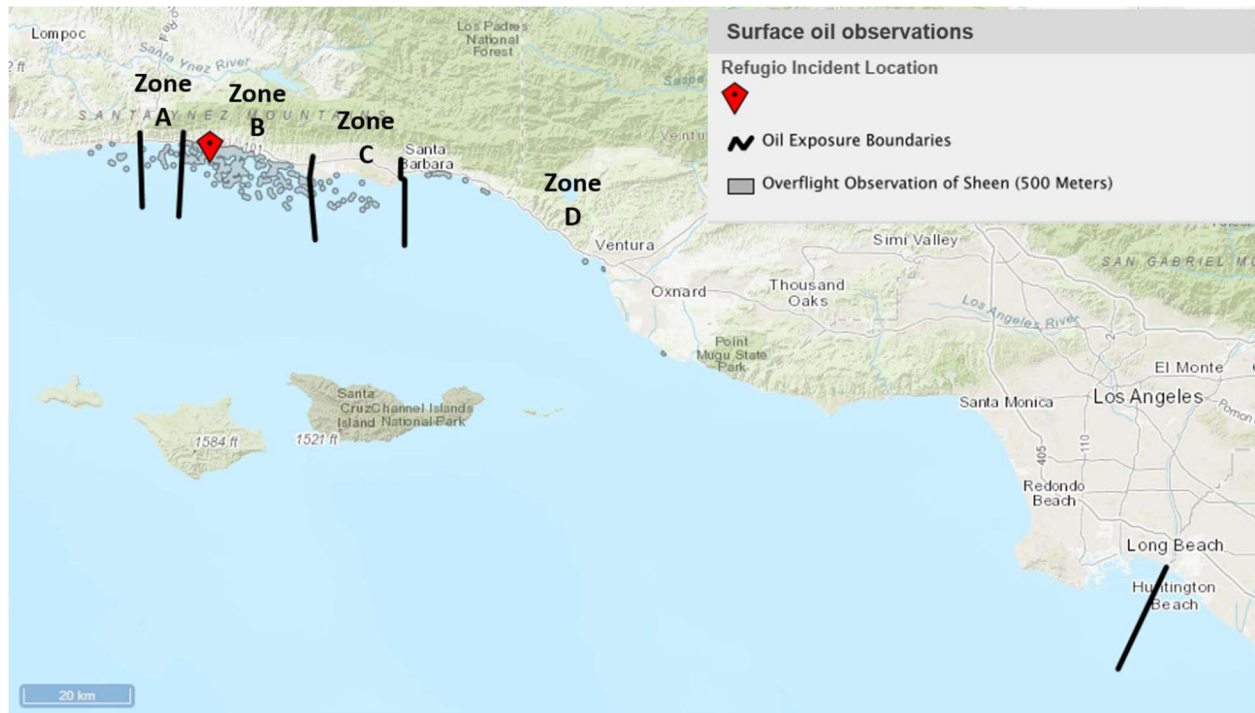 Surface oil observations
Refugio Incident Location
Oil Exposure Boundaries
Overflight Observation of Sheen (500 Meters)
Lompoc
Santa Ynez River
Los Padres
National
Forest
Zone
A
Zone
B
Zone
C
Zone
D
101
Santa
Barbara
Ventura
Oxnard
Simi Valley
Thousand
Oaks
Point
Mugu State
Park
Los Angeles River
SAN GABRIEL
El Monte
Santa Monica
Los Angeles
405
110
Redondo
Beach
Long Beach
Huntington
Beach
Santa
Cruz Channel Islands
Island National Park
1584 ft
1521 ft
20 km